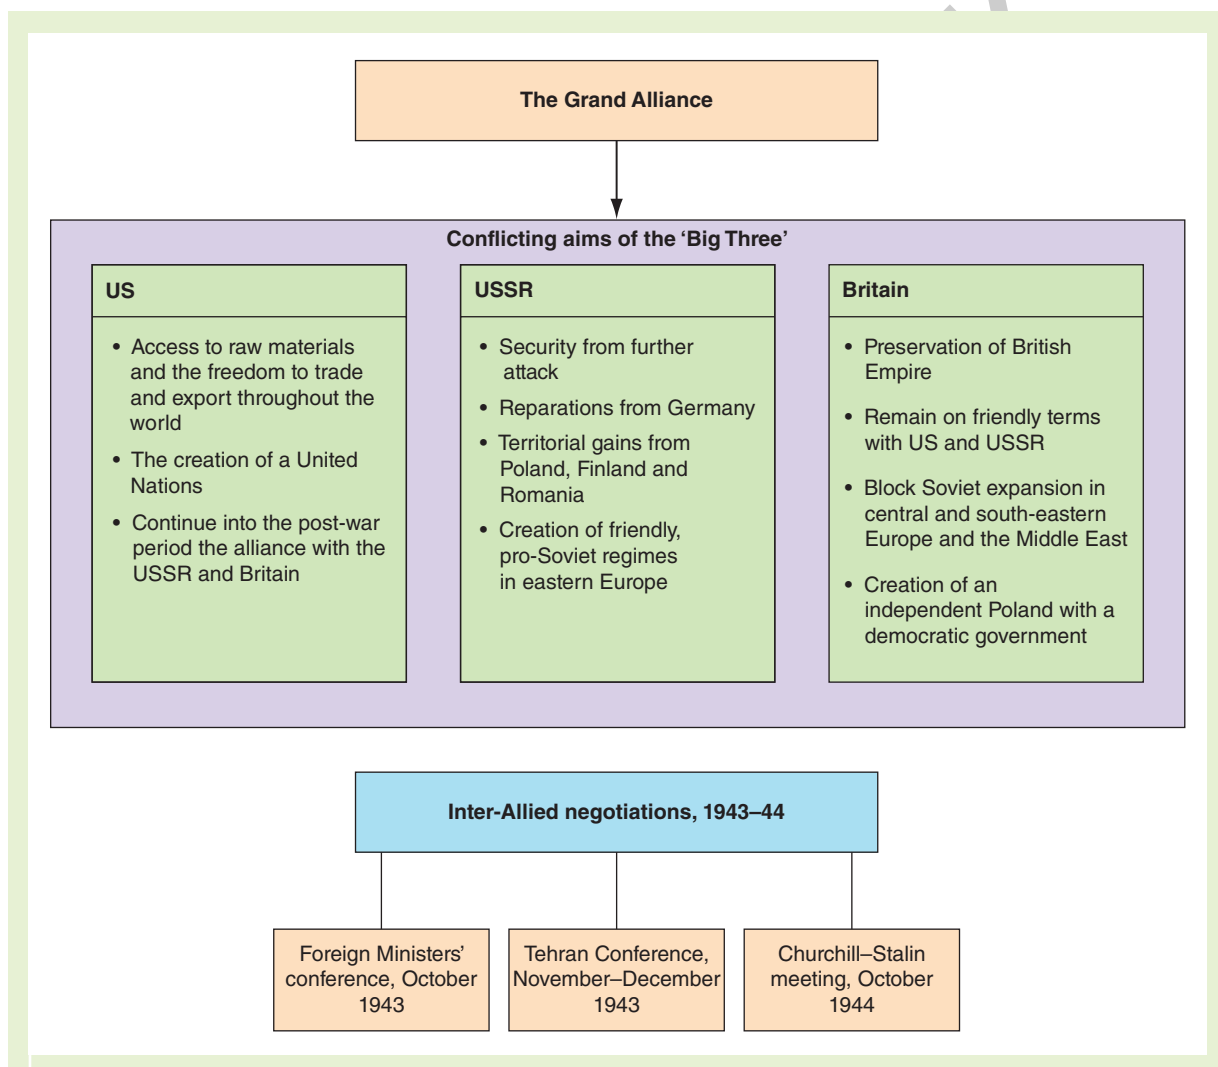 The Grand Alliance
Conflicting aims of the ‘Big Three’
US
• Access to raw materials
and the freedom to trade
and export throughout the
world
• The creation of a United
Nations
• Continue into the post-war
period the alliance with the
USSR and Britain
USSR
• Security from further
attack
• Reparations from Germany
• Territorial gains from
Poland, Finland and
Romania
• Creation of friendly,
pro-Soviet regimes
in eastern Europe
Britain
• Preservation of British
Empire
• Remain on friendly terms
with US and USSR
• Block Soviet expansion in
central and south-eastern
Europe and the Middle East
• Creation of an
independent Poland with a
democratic government
Inter-Allied negotiations, 1943–44
Foreign Ministers’
conference, October
1943
Tehran Conference,
November–December
1943
Churchill–Stalin
meeting, October
1944